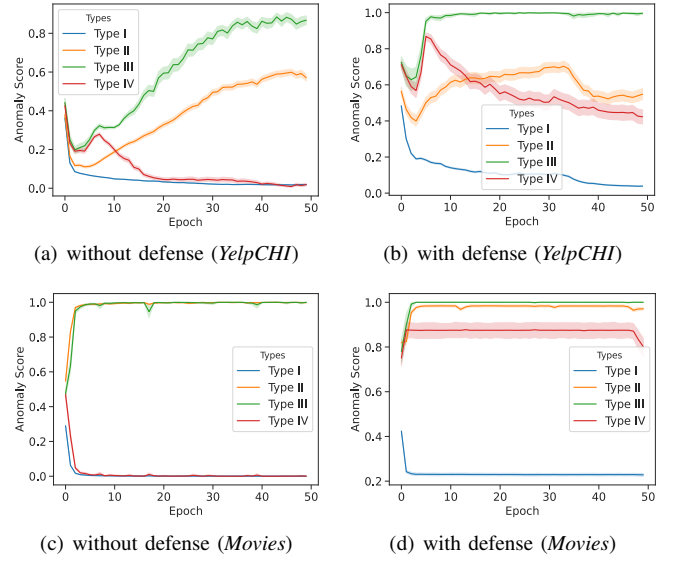 Anomaly Score
0.8
0.6
0.4
0.2
0.0
Types
Type I
Type II
Type III
Type IV
0 10 20 30 40 50
Epoch
(a) without defense (YelpCHI)
Anomaly Score
1.0
0.8
0.6
0.4
0.2
0.0
Types
Type I
Type II
Type III
Type IV
0 10 20 30 40 50
Epoch
(b) with defense (YelpCHI)
Anomaly Score
1.0
0.8
0.6
0.4
0.2
0.0
Types
Type I
Type II
Type III
Type IV
0 10 20 30 40 50
Epoch
(c) without defense (Movies)
Anomaly Score
1.0
0.8
0.6
0.4
0.2
Types
Type I
Type II
Type III
Type IV
0 10 20 30 40 50
Epoch
(d) with defense (Movies)